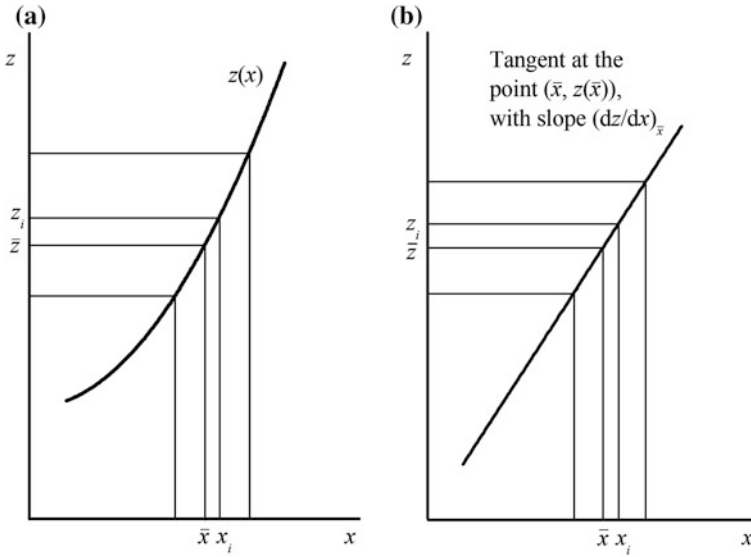 (a)
z
z(x)
z_i
z̄
x̄ x_i
x
(b)
z
Tangent at the
point (x̄, z(x̄)),
with slope (dz/dx)_x̄
z_i
z̄
x̄ x_i
x